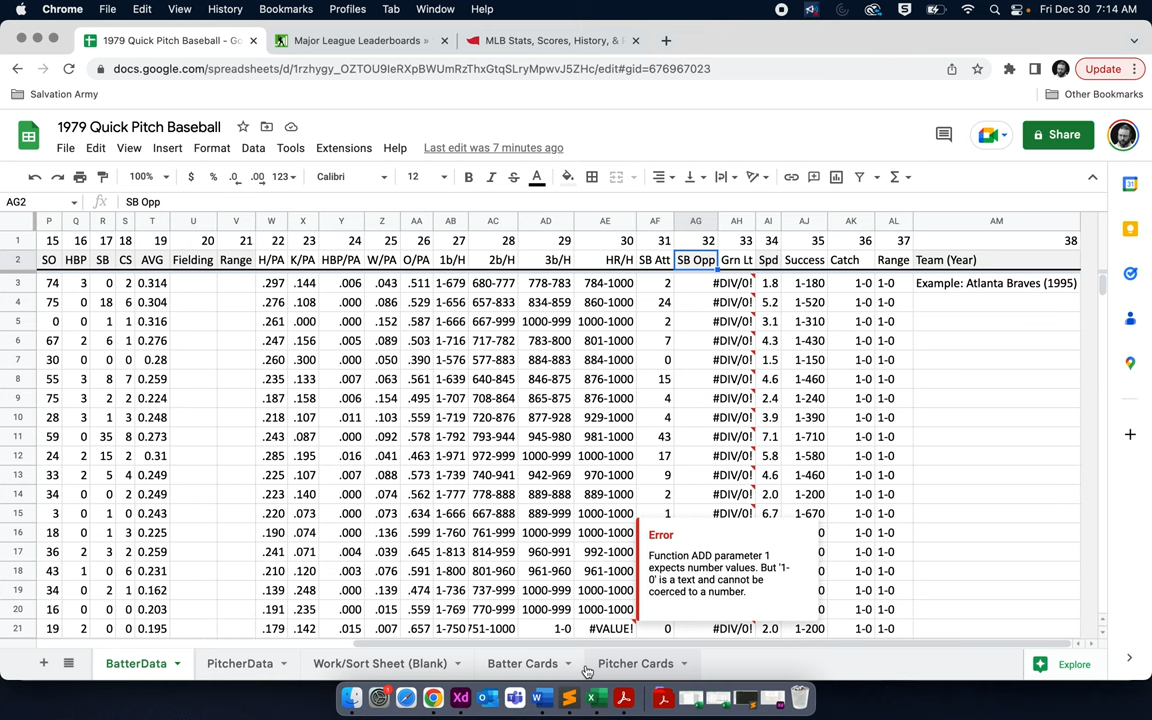 Chrome File Edit View History Bookmarks Profiles Tab Window Help Fri Dec 30 7:14 AM
1979 Quick Pitch Baseball - Go Major League Leaderboards » MLB Stats, Scores, History, &
docs.google.com/spreadsheets/d/1rzhygy_OZTOU9IeRXpBWUmRzThxGtqSLryMpwvJ5ZHc/edit#gid=676967023 Update
Salvation Army Other Bookmarks
1979 Quick Pitch Baseball
File Edit View Insert Format Data Tools Extensions Help Last edit was 7 minutes ago Share
100% $ % .0 .00 123 Calibri 12 B I S A
AG2 fx SB Opp
P Q R S T U V W X Y Z AA AB AC AD AE AF AG AH AI AJ AK AL AM
1 15 16 17 18 19 20 21 22 23 24 25 26 27 28 29 30 31 32 33 34 35 36 37 38
2 SO HBP SB CS AVG Fielding Range H/PA K/PA HBP/PA W/PA O/PA 1b/H 2b/H 3b/H HR/H SB Att SB Opp Grn Lt Spd Success Catch Range Team (Year)
3 74 3 0 2 0.314 .297 .144 .006 .043 .511 1-679 680-777 778-783 784-1000 2 #DIV/0! 1.8 1-180 1-0 1-0 Example: Atlanta Braves (1995)
4 75 0 18 6 0.304 .276 .108 .000 .086 .529 1-656 657-833 834-859 860-1000 24 #DIV/0! 5.2 1-520 1-0 1-0
5 0 0 1 1 0.316 .261 .000 .000 .152 .587 1-666 667-999 1000-999 1000-1000 2 #DIV/0! 3.1 1-310 1-0 1-0
6 67 2 6 1 0.276 .247 .156 .005 .089 .503 1-716 717-782 783-800 801-1000 7 #DIV/0! 4.3 1-430 1-0 1-0
7 30 0 0 0 0.28 .260 .300 .000 .050 .390 1-576 577-883 884-883 884-1000 0 #DIV/0! 1.5 1-150 1-0 1-0
8 55 3 8 7 0.259 .235 .133 .007 .063 .561 1-639 640-845 846-875 876-1000 15 #DIV/0! 4.6 1-460 1-0 1-0
9 75 3 2 2 0.224 .187 .158 .006 .154 .495 1-707 708-864 865-875 876-1000 4 #DIV/0! 2.4 1-240 1-0 1-0
10 28 3 1 3 0.248 .218 .107 .011 .103 .559 1-719 720-876 877-928 929-1000 4 #DIV/0! 3.9 1-390 1-0 1-0
11 59 0 35 8 0.273 .243 .087 .000 .092 .578 1-792 793-944 945-980 981-1000 43 #DIV/0! 7.1 1-710 1-0 1-0
12 24 2 15 2 0.31 .285 .195 .016 .041 .463 1-971 972-999 1000-999 1000-1000 17 #DIV/0! 5.8 1-580 1-0 1-0
13 33 2 5 4 0.249 .225 .107 .007 .088 .573 1-739 740-941 942-969 970-1000 9 #DIV/0! 4.6 1-460 1-0 1-0
14 34 0 0 2 0.249 .223 .140 .000 .074 .562 1-777 778-888 889-888 889-1000 2 #DIV/0! 2.0 1-200 1-0 1-0
15 3 0 1 0 0.243 .220 .073 .000 .073 .634 1-666 667-888 889-999 1000-1000 1 #DIV/0! 6.7 1-670 1-0 1-0
16 18 0 1 3 0.225 .190 .074 .000 .136 .599 1-760 761-999 1000-999 1000-1000 0 1-0 1-0
17 36 2 3 2 0.259 .241 .071 .004 .039 .645 1-813 814-959 960-991 992-1000 0 1-0 1-0
18 43 1 0 6 0.231 .210 .120 .003 .076 .591 1-800 801-960 961-960 961-1000 0 1-0 1-0
19 34 0 2 1 0.162 .139 .248 .000 .139 .474 1-736 737-999 1000-999 1000-1000 0 1-0 1-0
20 16 0 0 0 0.203 .191 .235 .000 .015 .559 1-769 770-999 1000-999 1000-1000 0 1-0 1-0
21 19 2 0 0 0.195 .179 .142 .015 .007 .657 1-750 751-1000 1-0 #VALUE! 0 #DIV/0! 2.0 1-200 1-0 1-0
Error
Function ADD parameter 1
expects number values. But '1-
0' is a text and cannot be
coerced to a number.
BatterData PitcherData Work/Sort Sheet (Blank) Batter Cards Pitcher Cards Explore